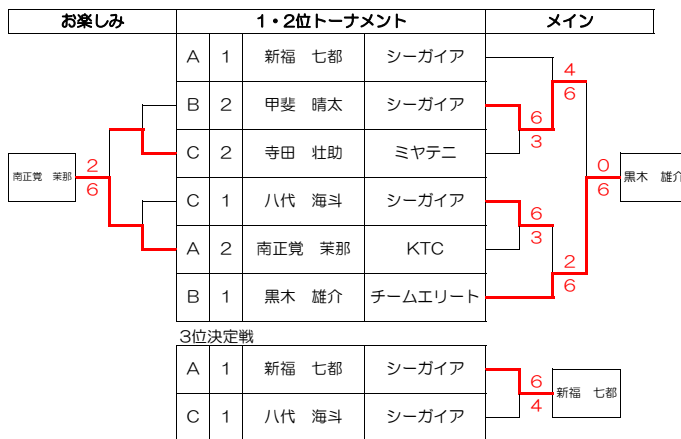 お楽しみ 1・2位トーナメント メイン
A 1 新福 七都 シーガイア
4
6
B 2 甲斐 晴太 シーガイア
6
3
C 2 寺田 壮助 ミヤテニ
南正覚 茉那
2
6
0
6
黒木 雄介
C 1 八代 海斗 シーガイア
6
3
A 2 南正覚 茉那 KTC
2
6
B 1 黒木 雄介 チームエリート
3位決定戦
A 1 新福 七都 シーガイア
6
4
新福 七都
C 1 八代 海斗 シーガイア